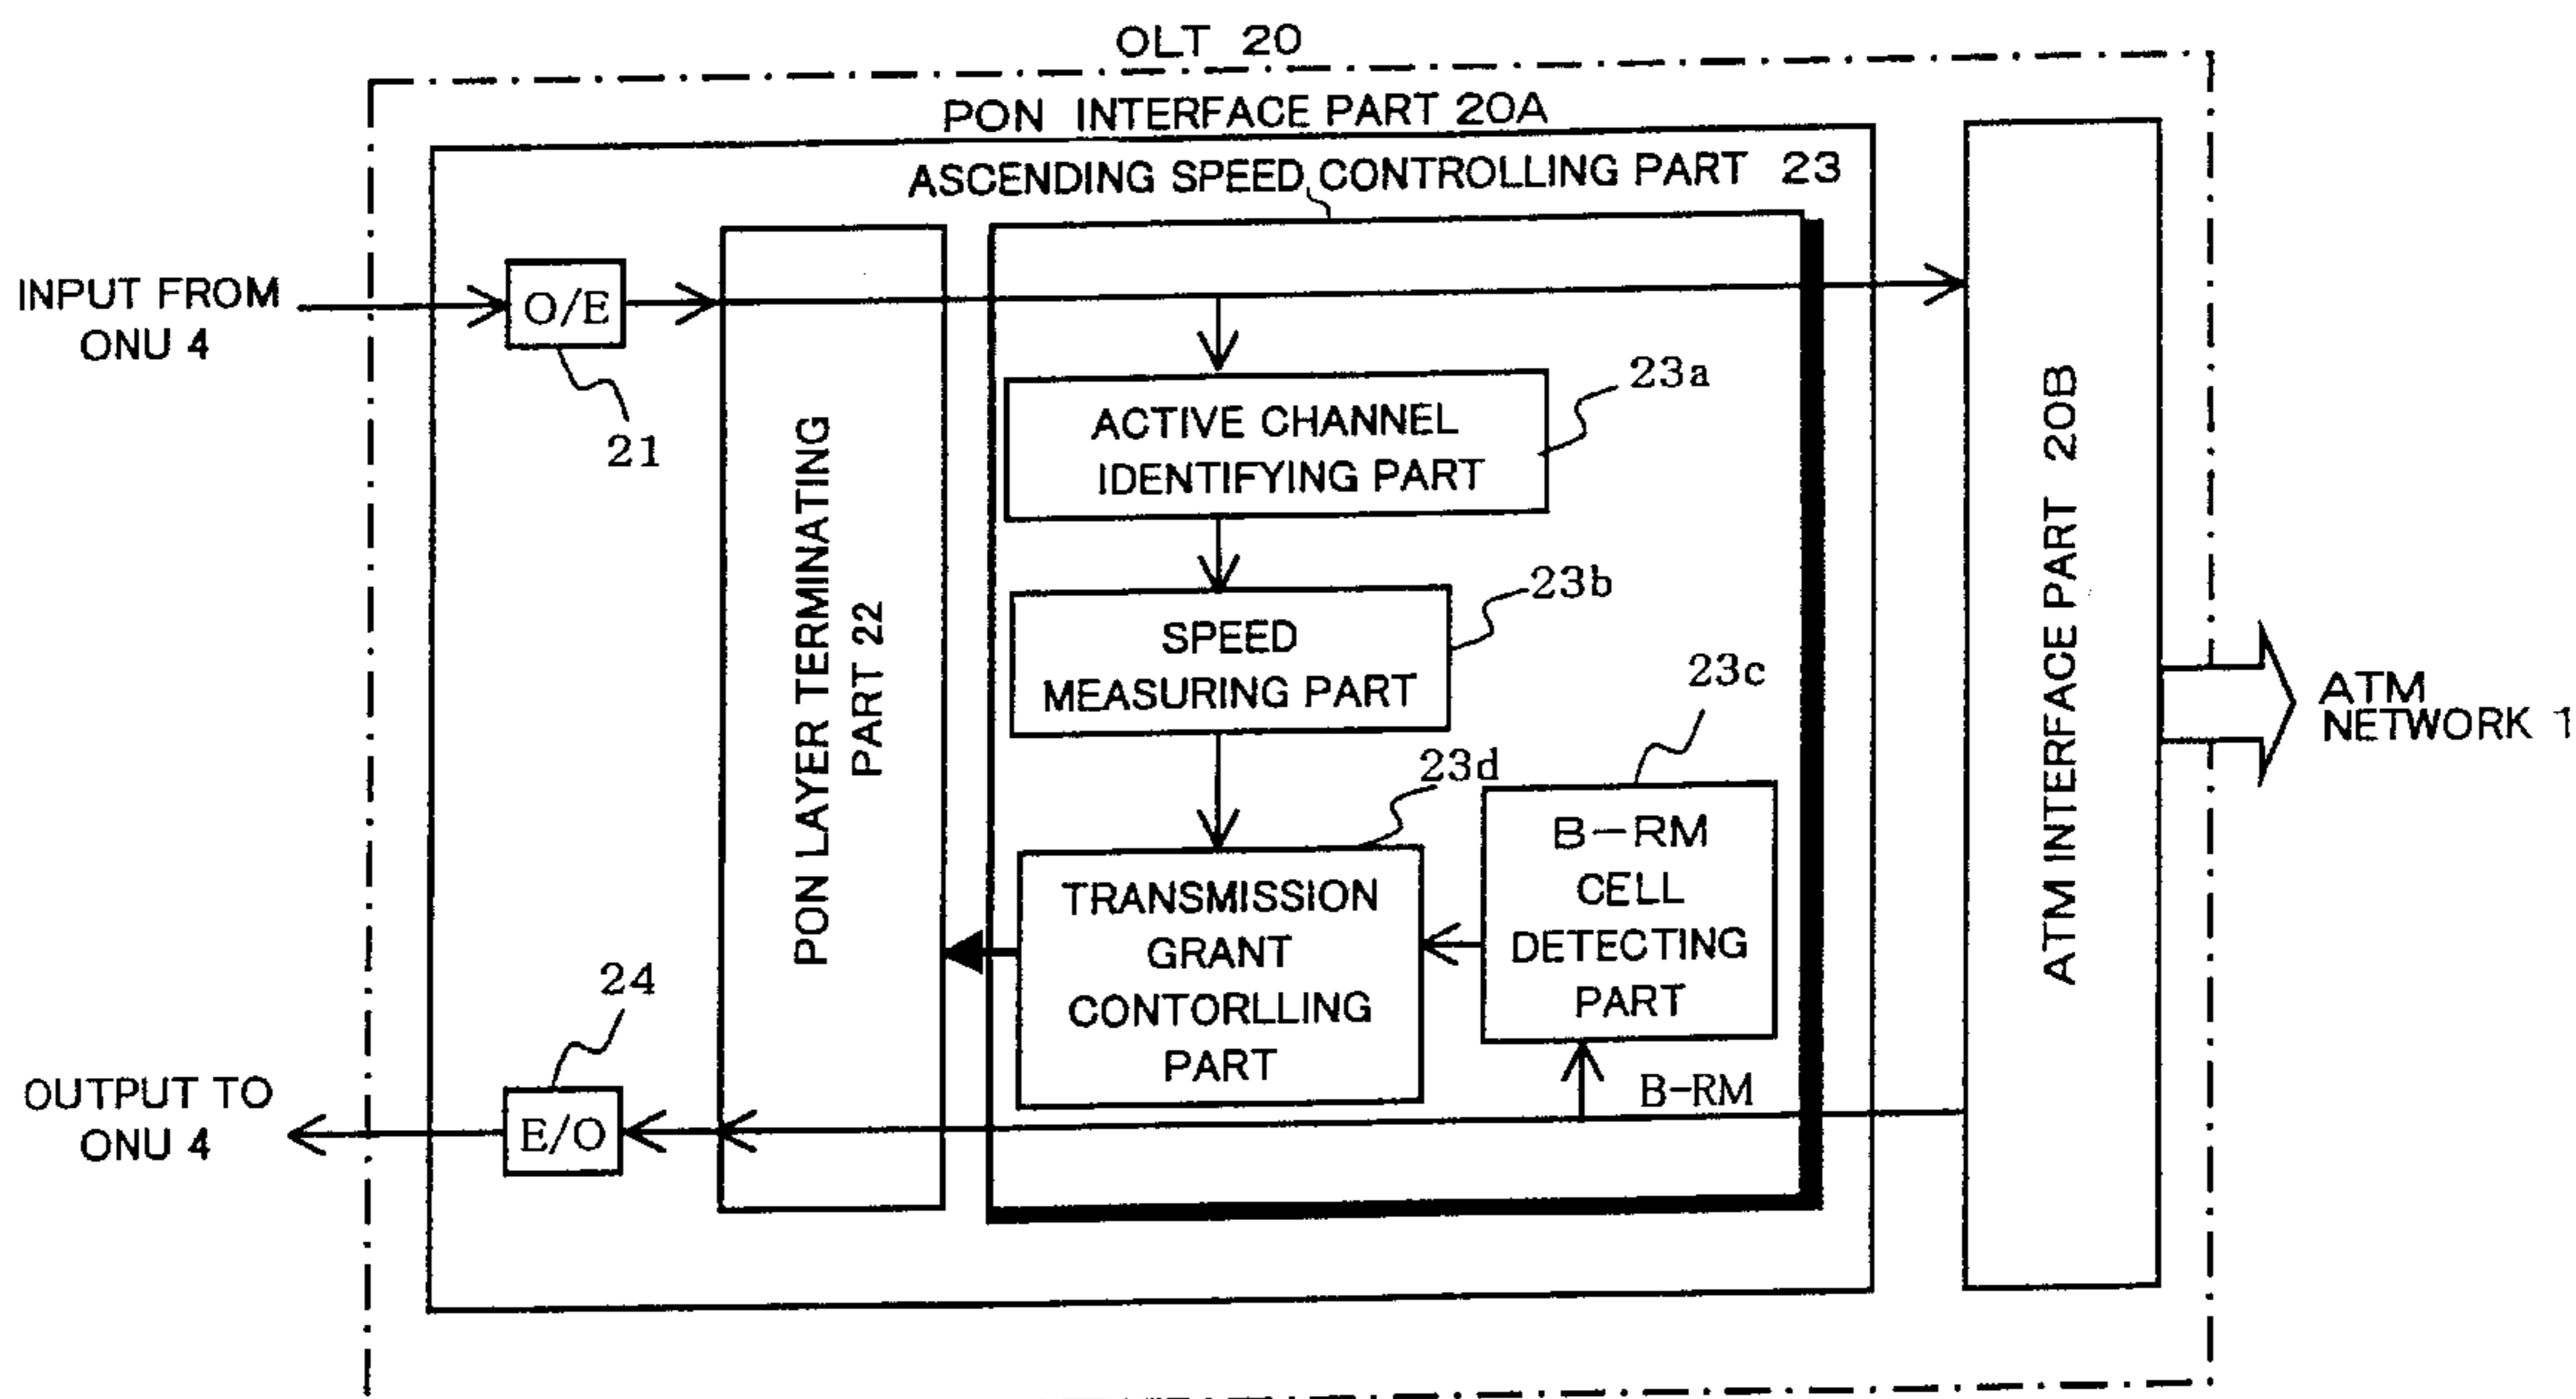 OLT 20
PON INTERFACE PART 20A
ASCENDING SPEED CONTROLLING PART 23
INPUT FROM
ONU 4
O/E
21
PON LAYER TERMINATING
PART 22
ACTIVE CHANNEL
IDENTIFYING PART
23a
SPEED
MEASURING PART
23b
23c
23d
TRANSMISSION
GRANT
CONTORLLING
PART
B-RM
CELL
DETECTING
PART
B-RM
24
E/O
OUTPUT TO
ONU 4
ATM INTERFACE PART 20B
ATM
NETWORK 1